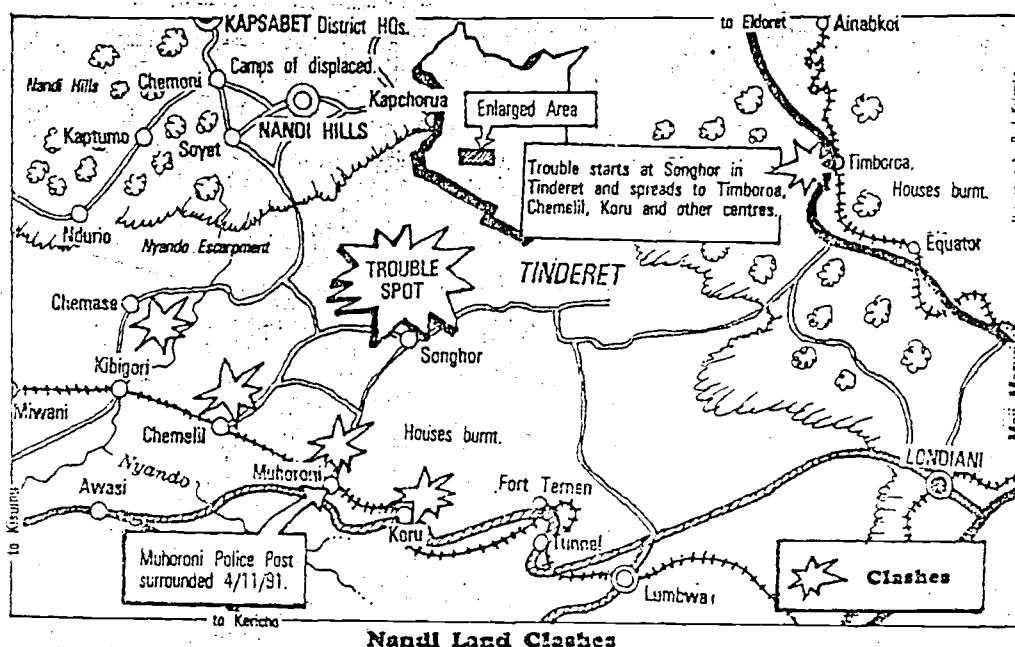 KAPSABET District HQs.
to Eldoret
Ainabkoi
Nandi Hills
Chemoni
Camps of displaced.
Kapchorua
Enlarged Area
NANDI HILLS
Kaptumo
Soyet
Trouble starts at Songhor in
Tinderet and spreads to Timboroa,
Chemelil, Koru and other centres.
Timboroa.
Houses burnt.
Ndurio
Nyando Escarpment
Equator
TROUBLE
SPOT
TINDERET
Chemase
Songhor
Kibigori
Miwani
Chemelil
Houses burnt.
Nyando
Muhoroni
LONDIANI
Awasi
Fort Ternen
Koru
Tunnel
to Kisumu
Muhoroni Police Post
surrounded 4/11/91.
Clashes
Lumbwa
to Kericho
Nandi Land Clashes